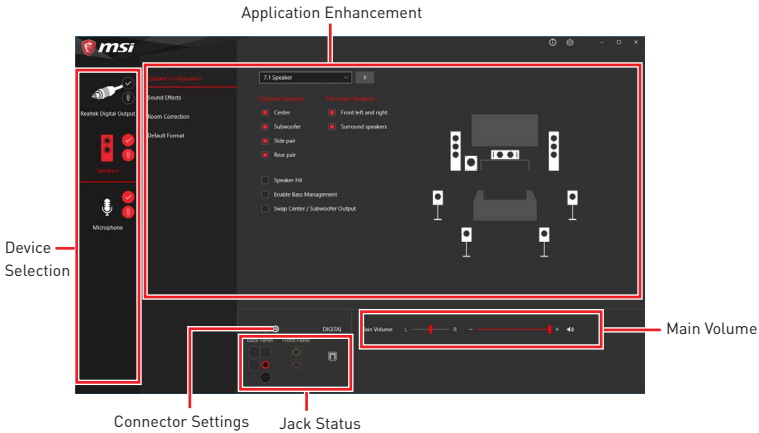 Application Enhancement
msi
Realtek Digital Output
Speakers
Microphone
Speaker Configuration
Sound Effects
Room Correction
Default Format
7.1 Speaker
Optional Speakers
Full-range Speakers
Center
Front left and right
Subwoofer
Surround speakers
Side pair
Rear pair
Speaker Fill
Enable Bass Management
Swap Center / Subwoofer Output
Device
Selection
DIGITAL
Back Panel
Front Panel
Main Volume
L
R
Main Volume
Connector Settings
Jack Status